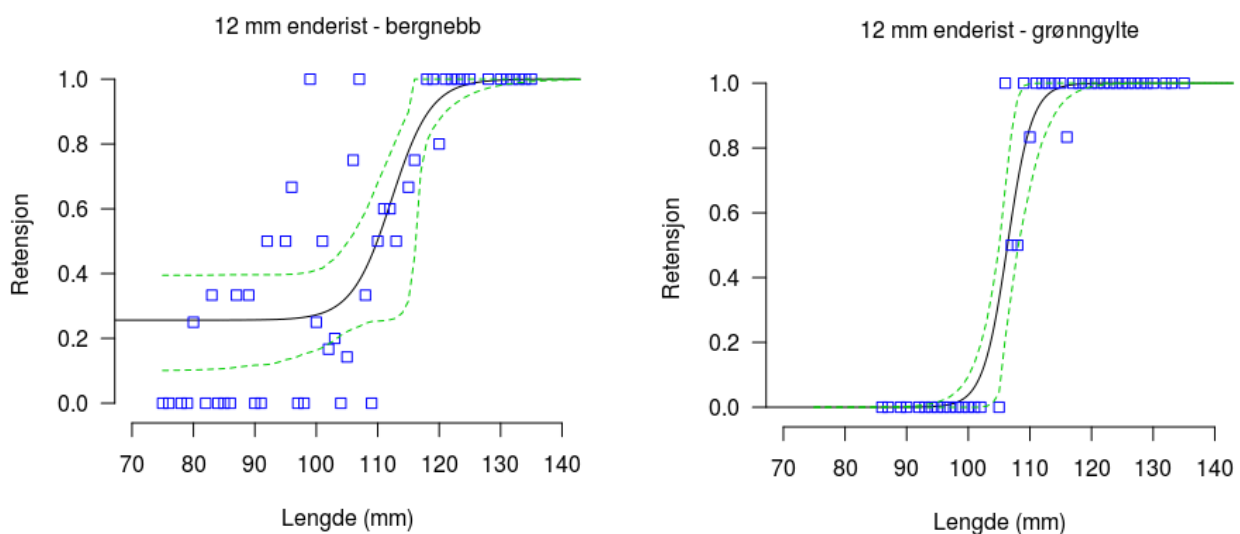 12 mm enderist - bergnebb
Retensjon
1.0
0.8
0.6
0.4
0.2
0.0
70 80 90 100 110 120 130 140
Lengde (mm)
12 mm enderist - grønngylte
Retensjon
1.0
0.8
0.6
0.4
0.2
0.0
70 80 90 100 110 120 130 140
Lengde (mm)